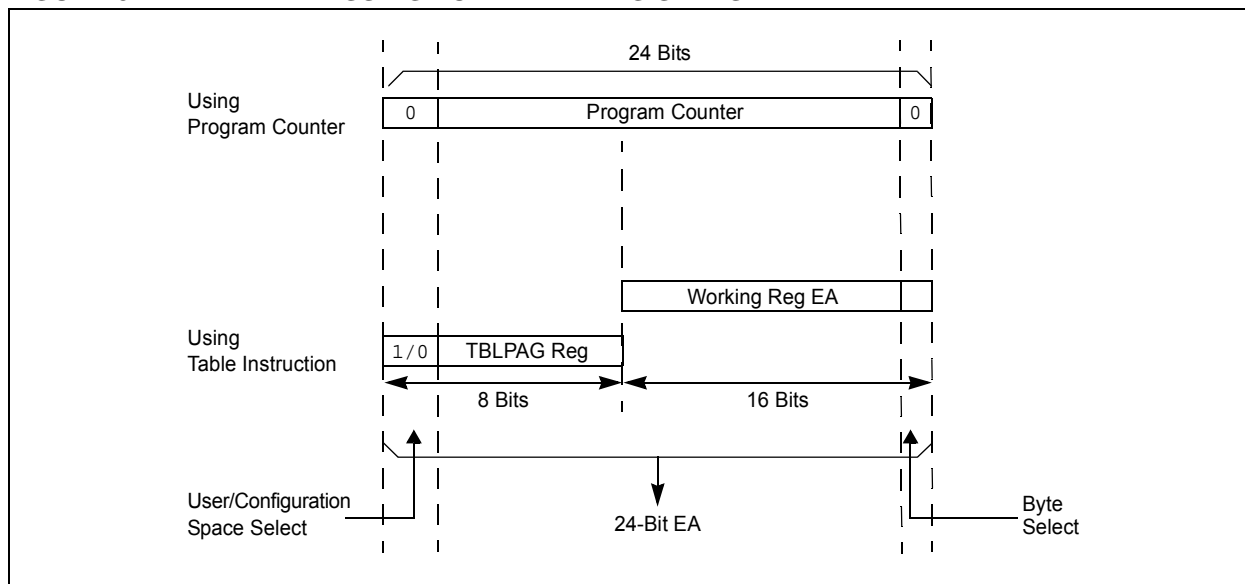 24 Bits
Using
Program Counter
0
Program Counter
0
Working Reg EA
Using
Table Instruction
1/0
TBLPAG Reg
8 Bits
16 Bits
User/Configuration
Space Select
24-Bit EA
Byte
Select